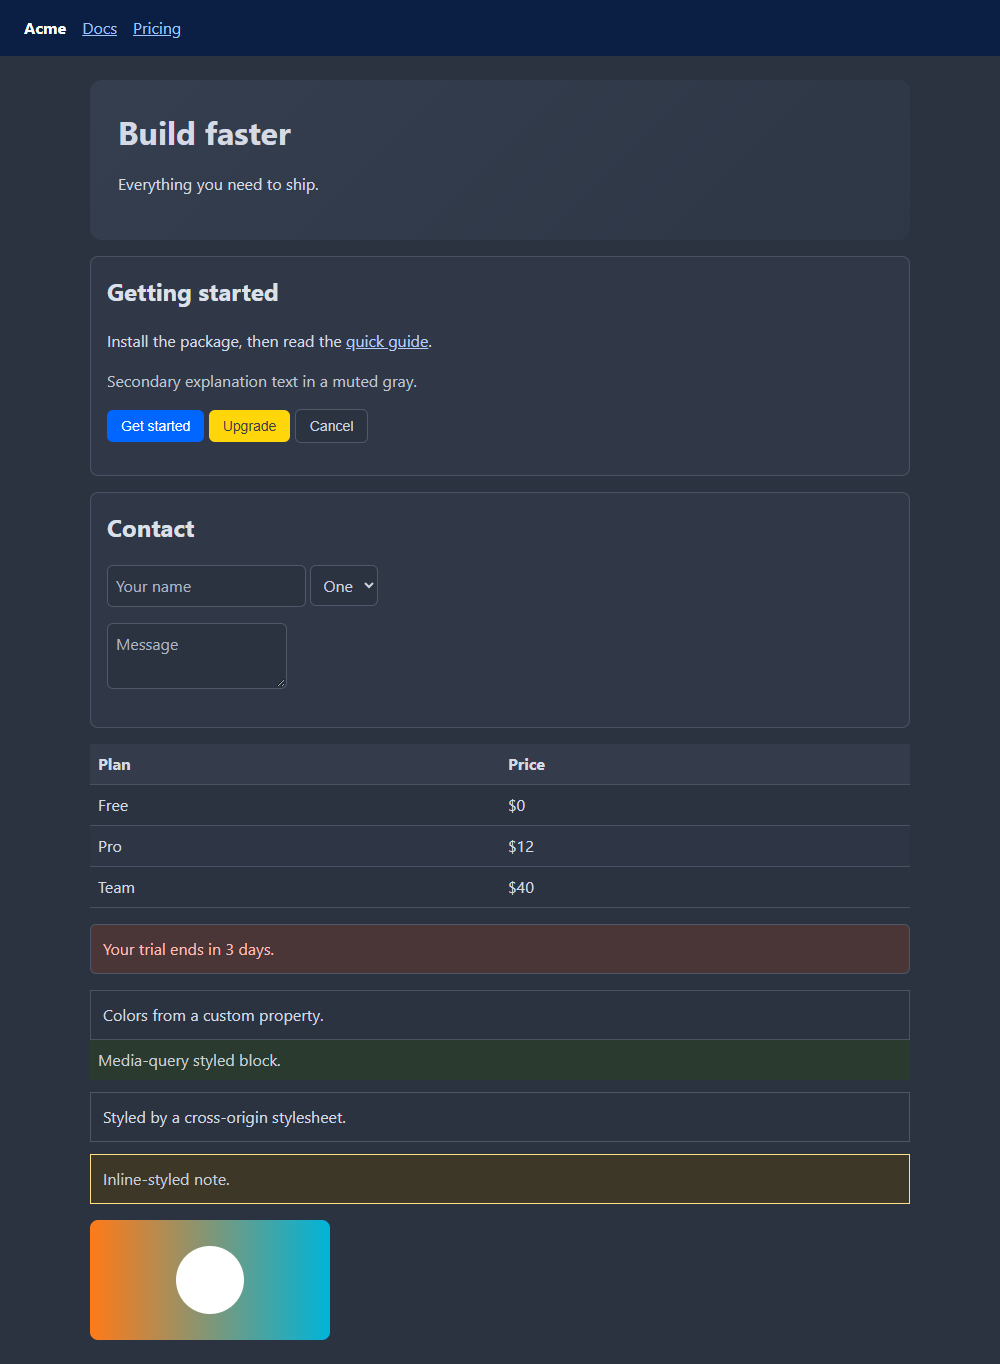 Acme Docs Pricing
Build faster
Everything you need to ship.
Getting started
Install the package, then read the quick guide.
Secondary explanation text in a muted gray.
Get started Upgrade Cancel
Contact
Your name One
Message
Plan Price
Free $0
Pro $12
Team $40
Your trial ends in 3 days.
Colors from a custom property.
Media-query styled block.
Styled by a cross-origin stylesheet.
Inline-styled note.